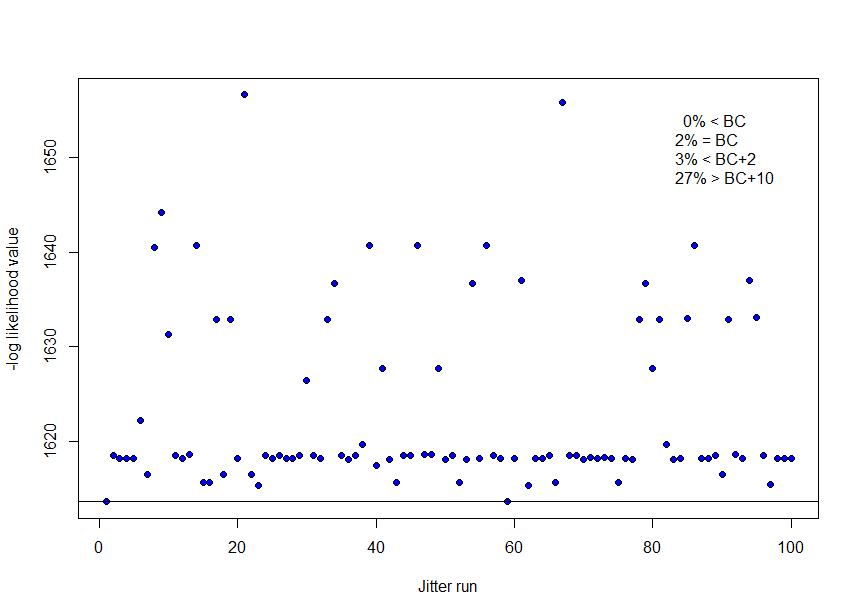 0% < BC
2% = BC
3% < BC+2
27% > BC+10
1650
1640
1630
1620
-log likelihood value
0 20 40 60 80 100
Jitter run